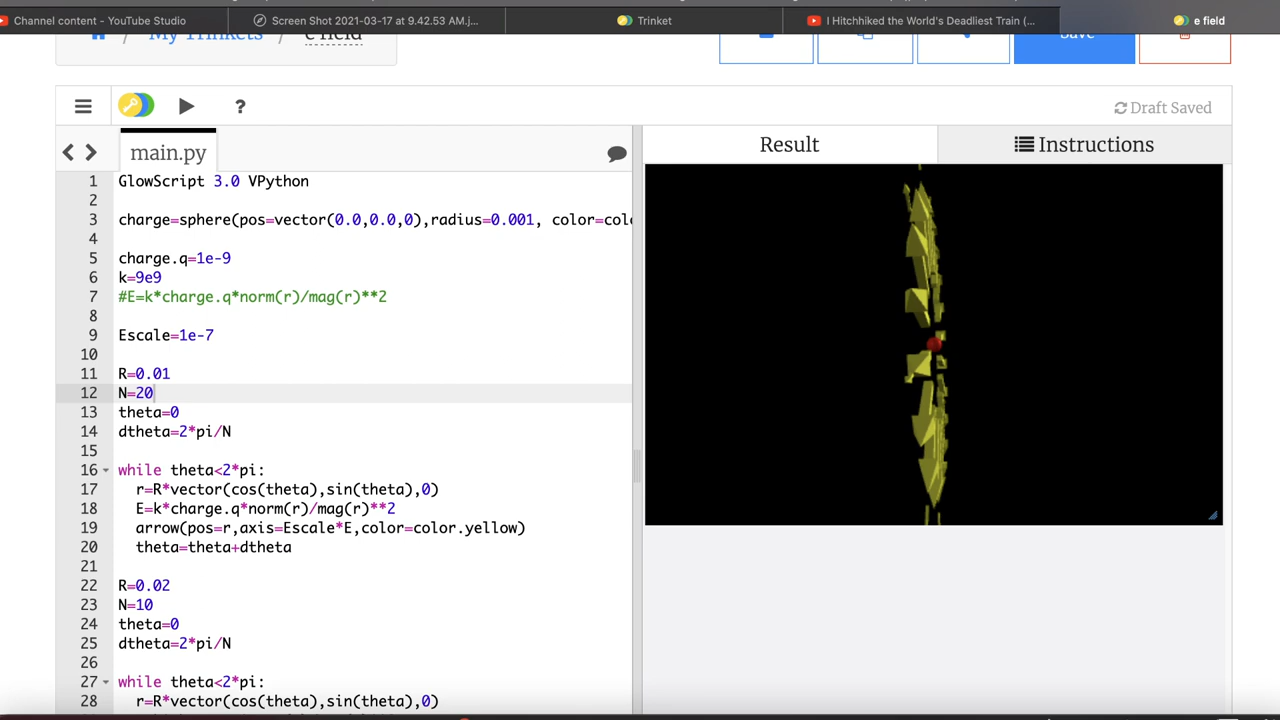 Channel content - YouTube Studio
Screen Shot 2021-03-17 at 9.42.53 AM.j...
Trinket
I Hitchhiked the World's Deadliest Train (...
e field
/ My Trinkets / e field
Save
?
Draft Saved
main.py
Result
Instructions
1 GlowScript 3.0 VPython
2
3 charge=sphere(pos=vector(0.0,0.0,0),radius=0.001, color=colo
4
5 charge.q=1e-9
6 k=9e9
7 #E=k*charge.q*norm(r)/mag(r)**2
8
9 Escale=1e-7
10
11 R=0.01
12 N=20
13 theta=0
14 dtheta=2*pi/N
15
16 while theta<2*pi:
17 r=R*vector(cos(theta),sin(theta),0)
18 E=k*charge.q*norm(r)/mag(r)**2
19 arrow(pos=r,axis=Escale*E,color=color.yellow)
20 theta=theta+dtheta
21
22 R=0.02
23 N=10
24 theta=0
25 dtheta=2*pi/N
26
27 while theta<2*pi:
28 r=R*vector(cos(theta),sin(theta),0)